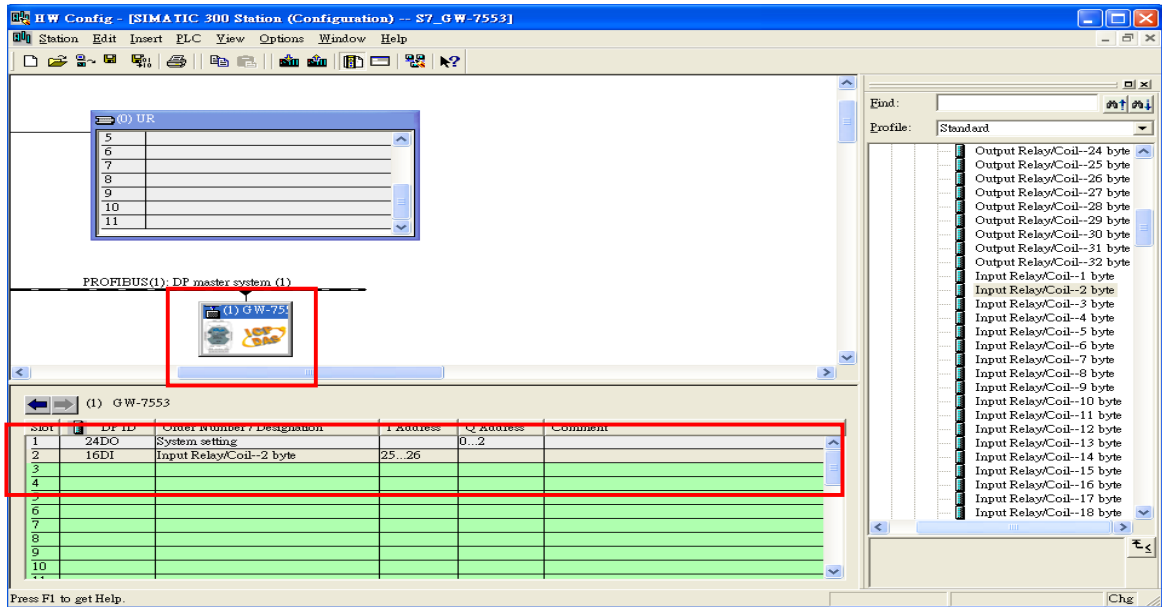 HW Config - [SIMATIC 300 Station (Configuration) -- S7_GW-7553]
Station Edit Insert PLC View Options Window Help
(0) UR
5
6
7
8
9
10
11
PROFIBUS(1): DP master system (1)
(1) GW-75
ICP DAS
(1) GW-7553
Slot DP ID Order Number / Designation I Address Q Address Comment
1 24DO System setting 0...2
2 16DI Input Relay/Coil--2 byte 25...26
3
4
5
6
7
8
9
10
11
Find:
Profile: Standard
Output Relay/Coil--24 byte
Output Relay/Coil--25 byte
Output Relay/Coil--26 byte
Output Relay/Coil--27 byte
Output Relay/Coil--28 byte
Output Relay/Coil--29 byte
Output Relay/Coil--30 byte
Output Relay/Coil--31 byte
Output Relay/Coil--32 byte
Input Relay/Coil--1 byte
Input Relay/Coil--2 byte
Input Relay/Coil--3 byte
Input Relay/Coil--4 byte
Input Relay/Coil--5 byte
Input Relay/Coil--6 byte
Input Relay/Coil--7 byte
Input Relay/Coil--8 byte
Input Relay/Coil--9 byte
Input Relay/Coil--10 byte
Input Relay/Coil--11 byte
Input Relay/Coil--12 byte
Input Relay/Coil--13 byte
Input Relay/Coil--14 byte
Input Relay/Coil--15 byte
Input Relay/Coil--16 byte
Input Relay/Coil--17 byte
Input Relay/Coil--18 byte
Press F1 to get Help.
Chg